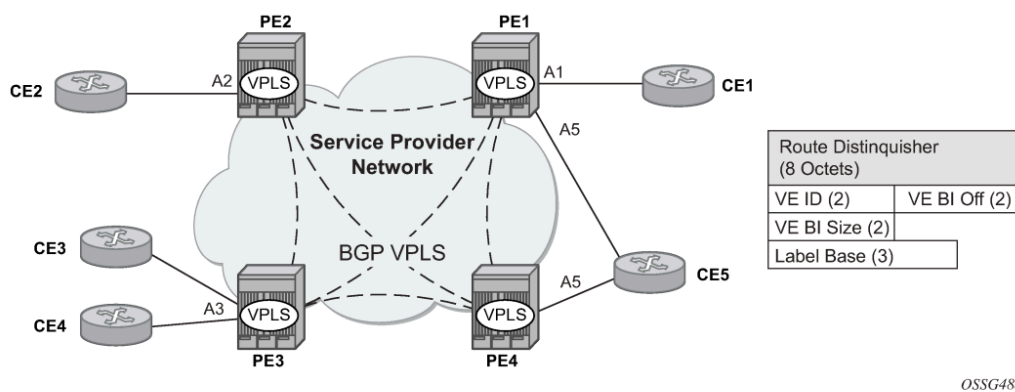 PE2
PE1
VPLS
VPLS
A2
A1
CE2
CE1
A5
Service Provider
Network
Route Distinquisher
(8 Octets)
VE ID (2) VE BI Off (2)
VE BI Size (2)
Label Base (3)
CE3
BGP VPLS
A5
CE5
CE4
A3
VPLS
VPLS
PE3
PE4
OSSG48